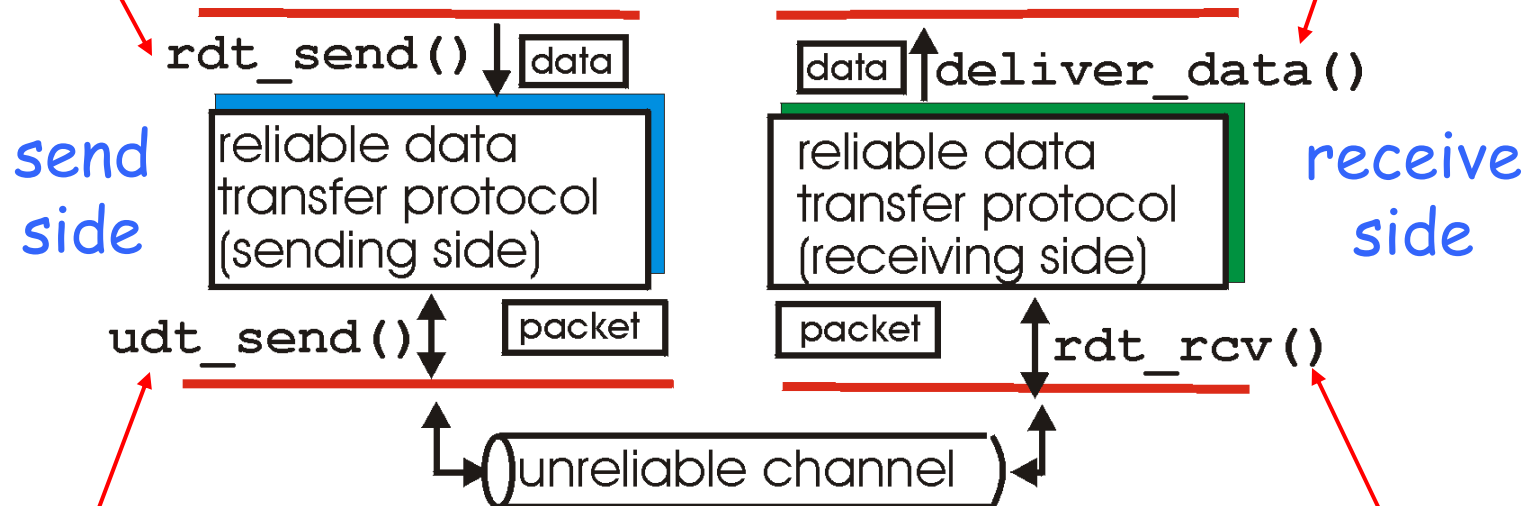 rdt_send()
data
data
deliver_data()
send
side
reliable data
transfer protocol
(sending side)
reliable data
transfer protocol
(receiving side)
receive
side
udt_send()
packet
packet
rdt_rcv()
unreliable channel